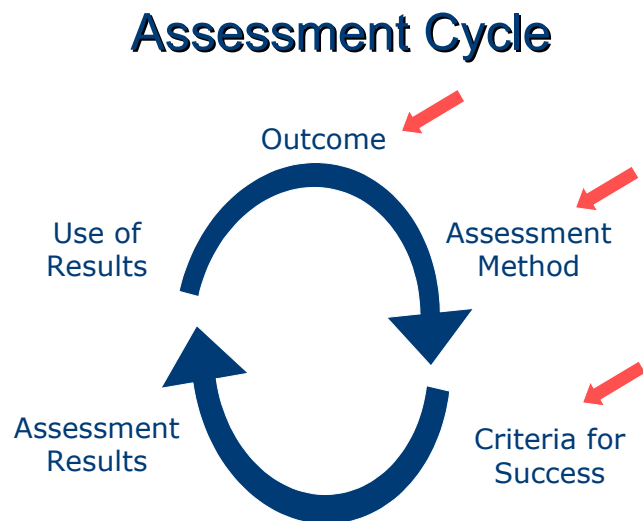 Assessment Cycle
Outcome
Assessment
Method
Criteria for
Success
Assessment
Results
Use of
Results